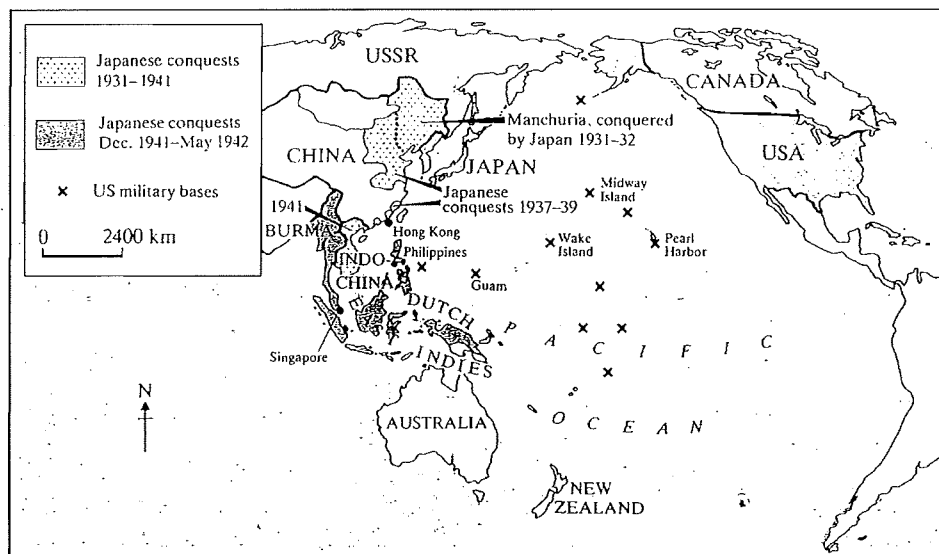 Japanese conquests
1931–1941
Japanese conquests
Dec. 1941–May 1942
× US military bases
0 2400 km
N
USSR
CANADA
Manchuria, conquered
by Japan 1931–32
USA
CHINA
JAPAN
Japanese
conquests 1937–39
Midway
Island
1941
BURMA
Hong Kong
Wake
Island
Pearl
Harbor
Philippines
INDO-
CHINA
Guam
EAST
DUTCH
INDIES
Singapore
PACIFIC
OCEAN
AUSTRALIA
NEW
ZEALAND